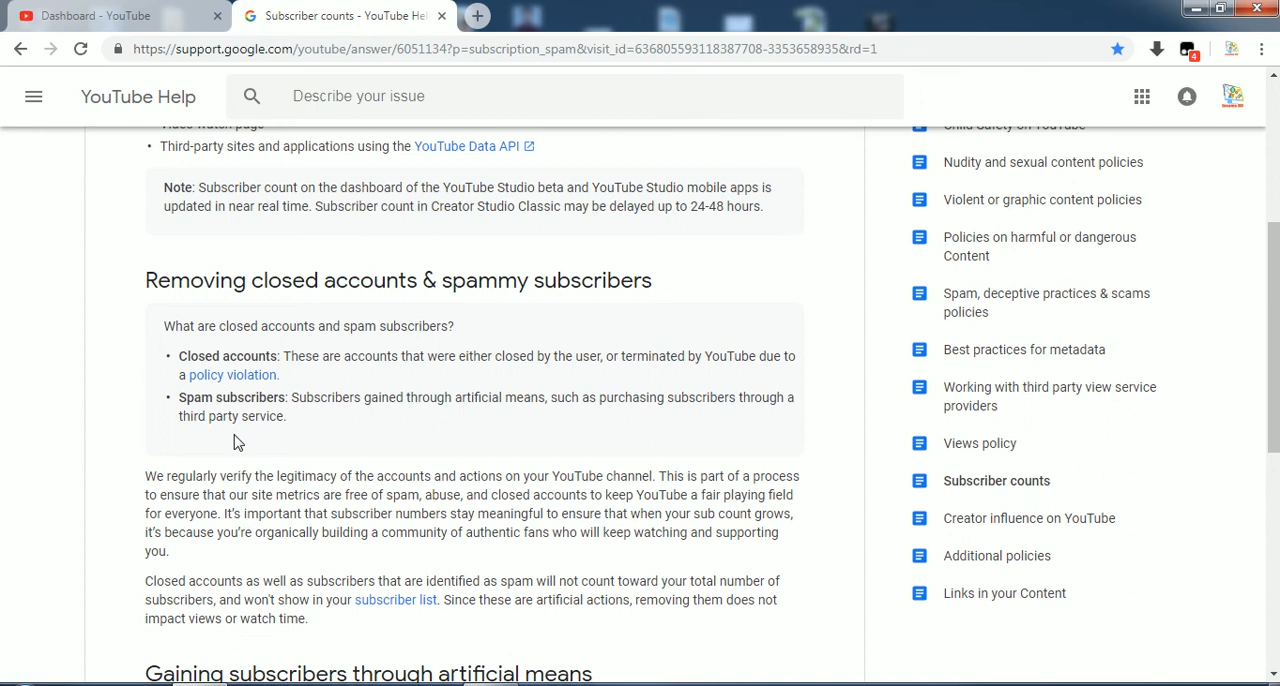 Dashboard - YouTube
Subscriber counts - YouTube Hel
https://support.google.com/youtube/answer/6051134?p=subscription_spam&visit_id=636805593118387708-3353658935&rd=1
4
YouTube Help
Describe your issue
Video watch page
• Third-party sites and applications using the YouTube Data API
Note: Subscriber count on the dashboard of the YouTube Studio beta and YouTube Studio mobile apps is
updated in near real time. Subscriber count in Creator Studio Classic may be delayed up to 24-48 hours.
Removing closed accounts & spammy subscribers
What are closed accounts and spam subscribers?
• Closed accounts: These are accounts that were either closed by the user, or terminated by YouTube due to
a policy violation.
• Spam subscribers: Subscribers gained through artificial means, such as purchasing subscribers through a
third party service.
We regularly verify the legitimacy of the accounts and actions on your YouTube channel. This is part of a process
to ensure that our site metrics are free of spam, abuse, and closed accounts to keep YouTube a fair playing field
for everyone. It's important that subscriber numbers stay meaningful to ensure that when your sub count grows,
it's because you're organically building a community of authentic fans who will keep watching and supporting
you.
Closed accounts as well as subscribers that are identified as spam will not count toward your total number of
subscribers, and won't show in your subscriber list. Since these are artificial actions, removing them does not
impact views or watch time.
Gaining subscribers through artificial means
Child Safety on YouTube
Nudity and sexual content policies
Violent or graphic content policies
Policies on harmful or dangerous
Content
Spam, deceptive practices & scams
policies
Best practices for metadata
Working with third party view service
providers
Views policy
Subscriber counts
Creator influence on YouTube
Additional policies
Links in your Content